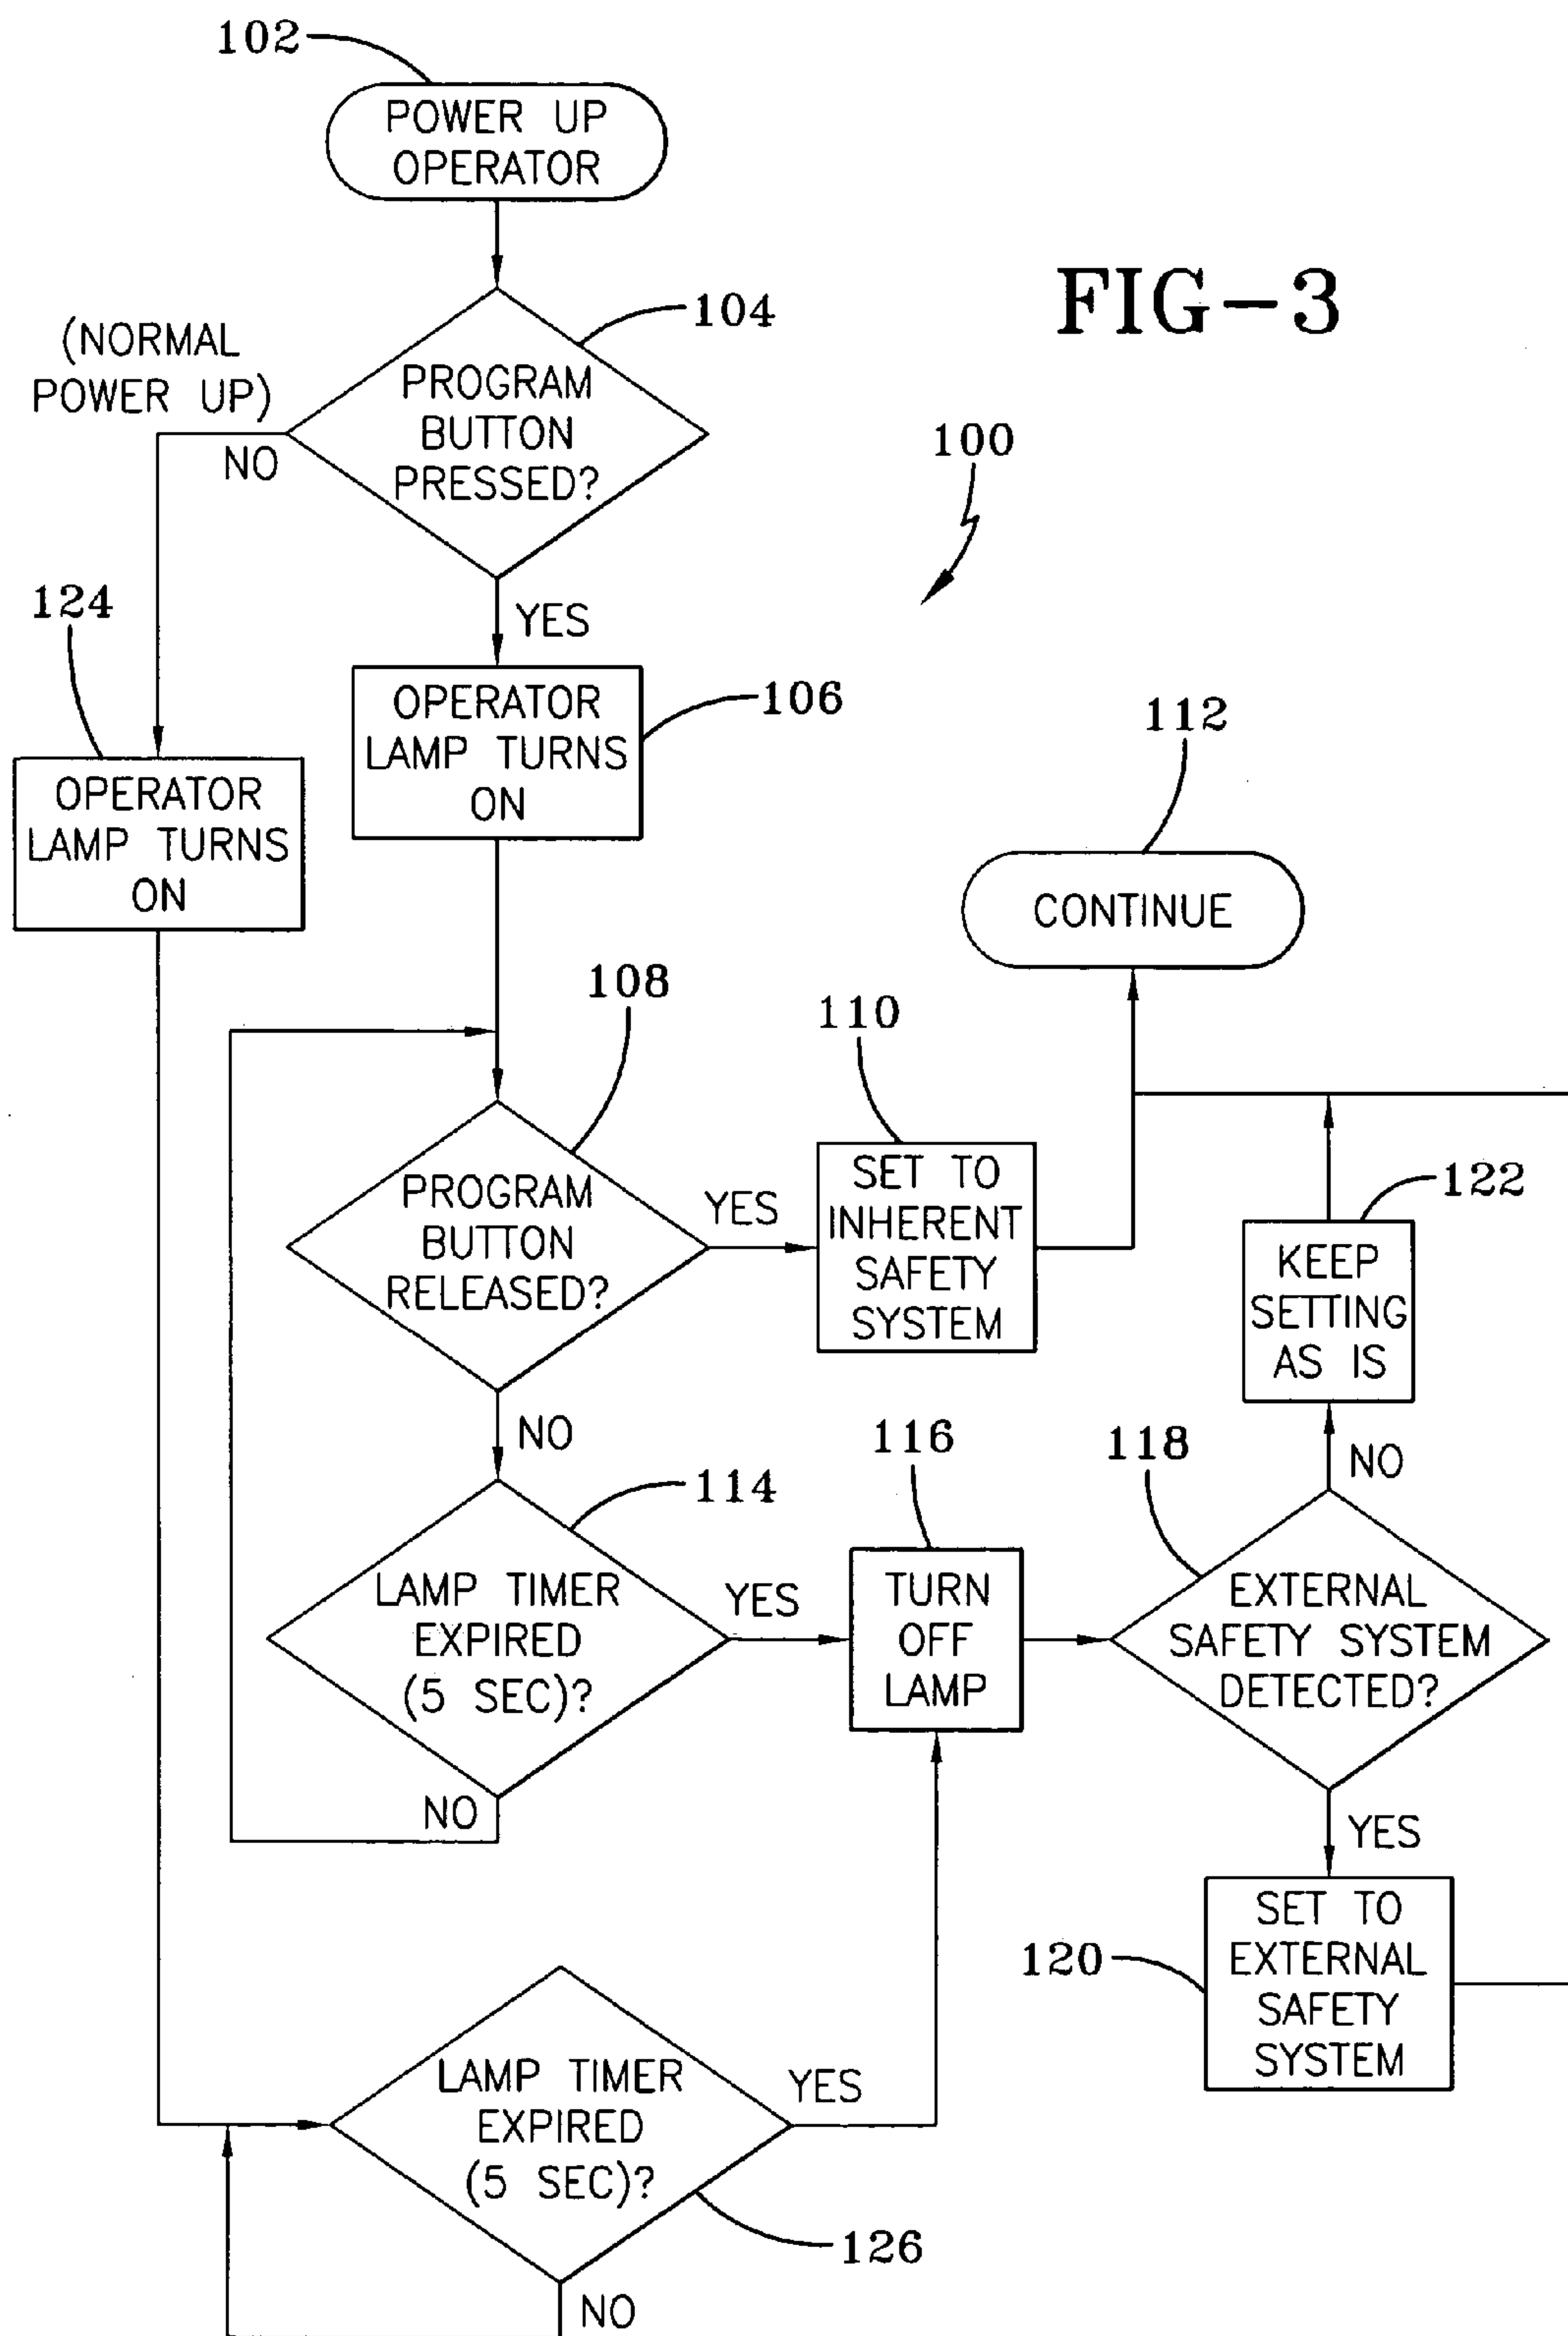 102
POWER UP
OPERATOR
FIG-3
104
(NORMAL
POWER UP)
PROGRAM
BUTTON
PRESSED?
NO
100
YES
124
OPERATOR
LAMP TURNS
ON
106
OPERATOR
LAMP TURNS
ON
112
CONTINUE
108
PROGRAM
BUTTON
RELEASED?
YES
110
SET TO
INHERENT
SAFETY
SYSTEM
122
KEEP
SETTING
AS IS
NO
114
LAMP TIMER
EXPIRED
(5 SEC)?
YES
NO
116
TURN
OFF
LAMP
118
NO
EXTERNAL
SAFETY SYSTEM
DETECTED?
YES
120
SET TO
EXTERNAL
SAFETY
SYSTEM
LAMP TIMER
EXPIRED
(5 SEC)?
YES
126
NO